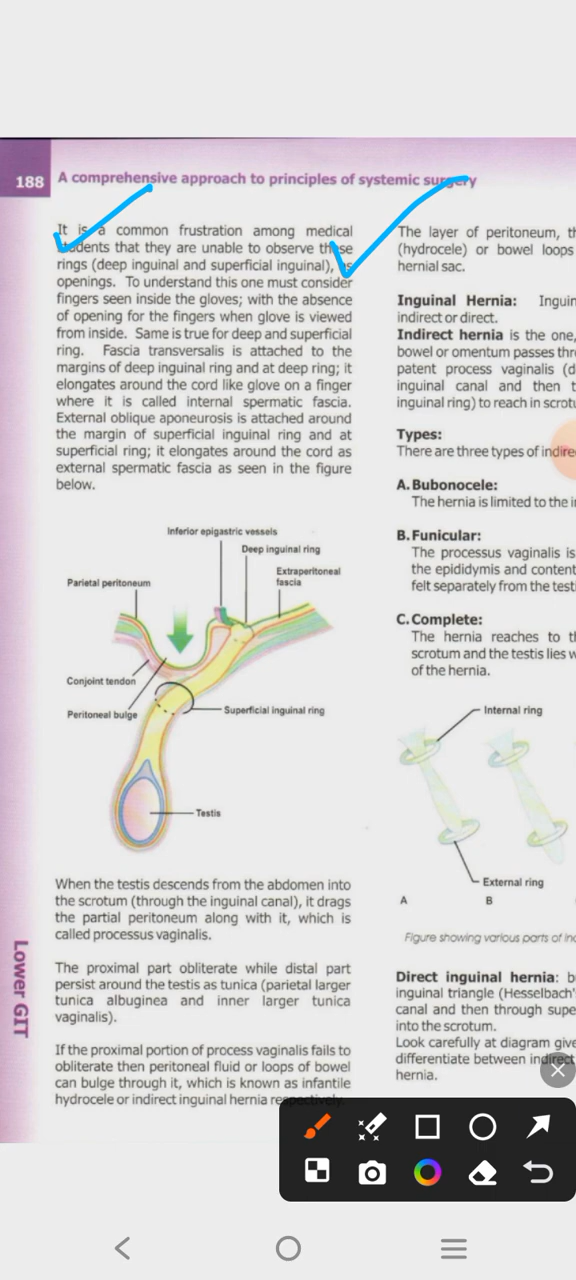 188
A comprehensive approach to principles of systemic surgery
It is a common frustration among medical
students that they are unable to observe these
rings (deep inguinal and superficial inguinal), as
openings. To understand this one must consider
fingers seen inside the gloves; with the absence
of opening for the fingers when glove is viewed
from inside. Same is true for deep and superficial
ring. Fascia transversalis is attached to the
margins of deep inguinal ring and at deep ring; it
elongates around the cord like glove on a finger
where it is called internal spermatic fascia.
External oblique aponeurosis is attached around
the margin of superficial inguinal ring and at
superficial ring; it elongates around the cord as
external spermatic fascia as seen in the figure
below.
Inferior epigastric vessels
Deep inguinal ring
Extraperitoneal
fascia
Parietal peritoneum
Conjoint tendon
Peritoneal bulge
Superficial inguinal ring
Testis
When the testis descends from the abdomen into
the scrotum (through the inguinal canal), it drags
the partial peritoneum along with it, which is
called processus vaginalis.
The proximal part obliterate while distal part
persist around the testis as tunica (parietal larger
tunica albuginea and inner larger tunica
vaginalis).
If the proximal portion of process vaginalis fails to
obliterate then peritoneal fluid or loops of bowel
can bulge through it, which is known as infantile
hydrocele or indirect inguinal hernia respectively.
Lower GIT
The layer of peritoneum, th
(hydrocele) or bowel loops
hernial sac.
Inguinal Hernia: Inguin
indirect or direct.
Indirect hernia is the one,
bowel or omentum passes thr
patent process vaginalis (d
inguinal canal and then t
inguinal ring) to reach in scrotu
Types:
There are three types of indire
A. Bubonocele:
The hernia is limited to the i
B. Funicular:
The processus vaginalis is
the epididymis and content
felt separately from the testi
C. Complete:
The hernia reaches to th
scrotum and the testis lies w
of the hernia.
Internal ring
External ring
A
B
Figure showing various parts of in
Direct inguinal hernia: b
inguinal triangle (Hesselbach'
canal and then through supe
into the scrotum.
Look carefully at diagram give
differentiate between indirect
hernia.